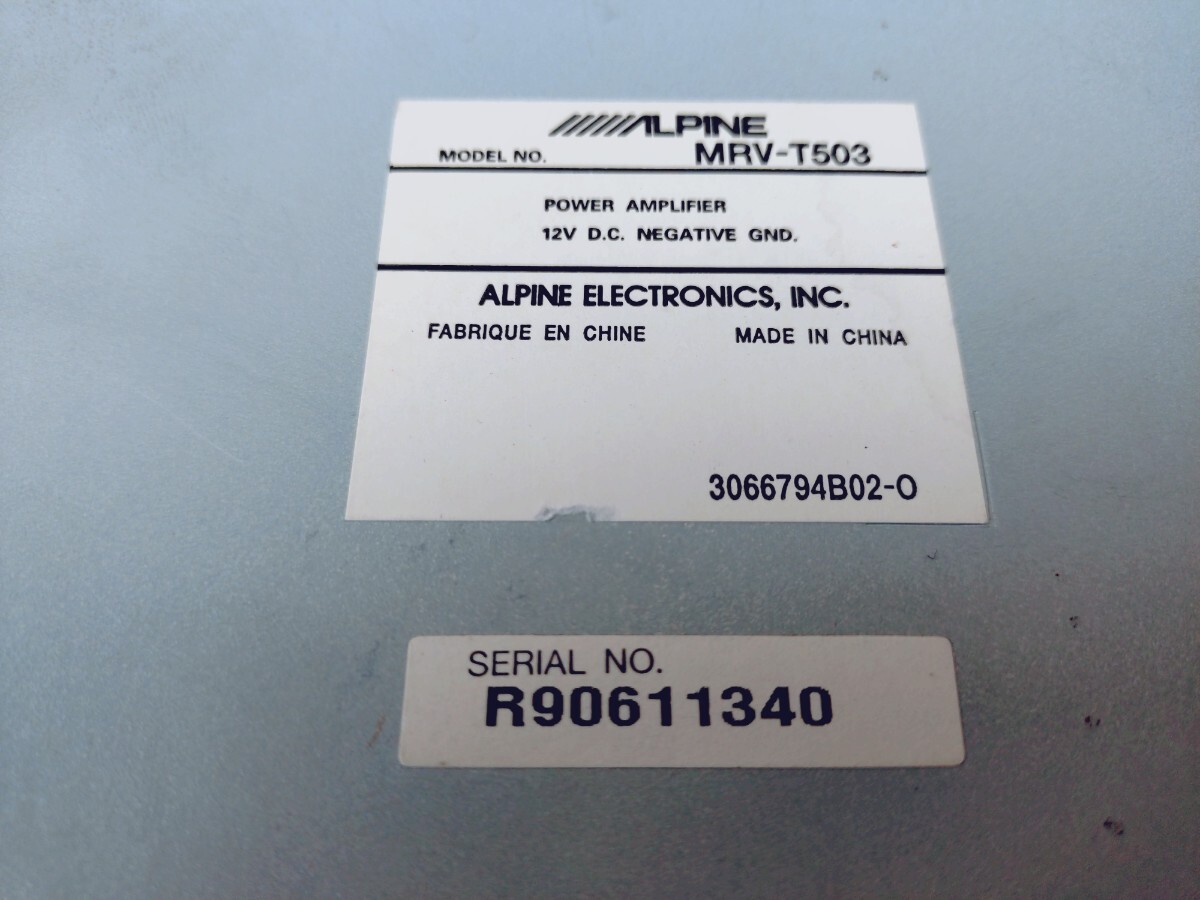 ALPINE
MODEL NO. MRV-T503
POWER AMPLIFIER
12V D.C. NEGATIVE GND.
ALPINE ELECTRONICS, INC.
FABRIQUE EN CHINE MADE IN CHINA
3066794B02-O
SERIAL NO.
R90611340